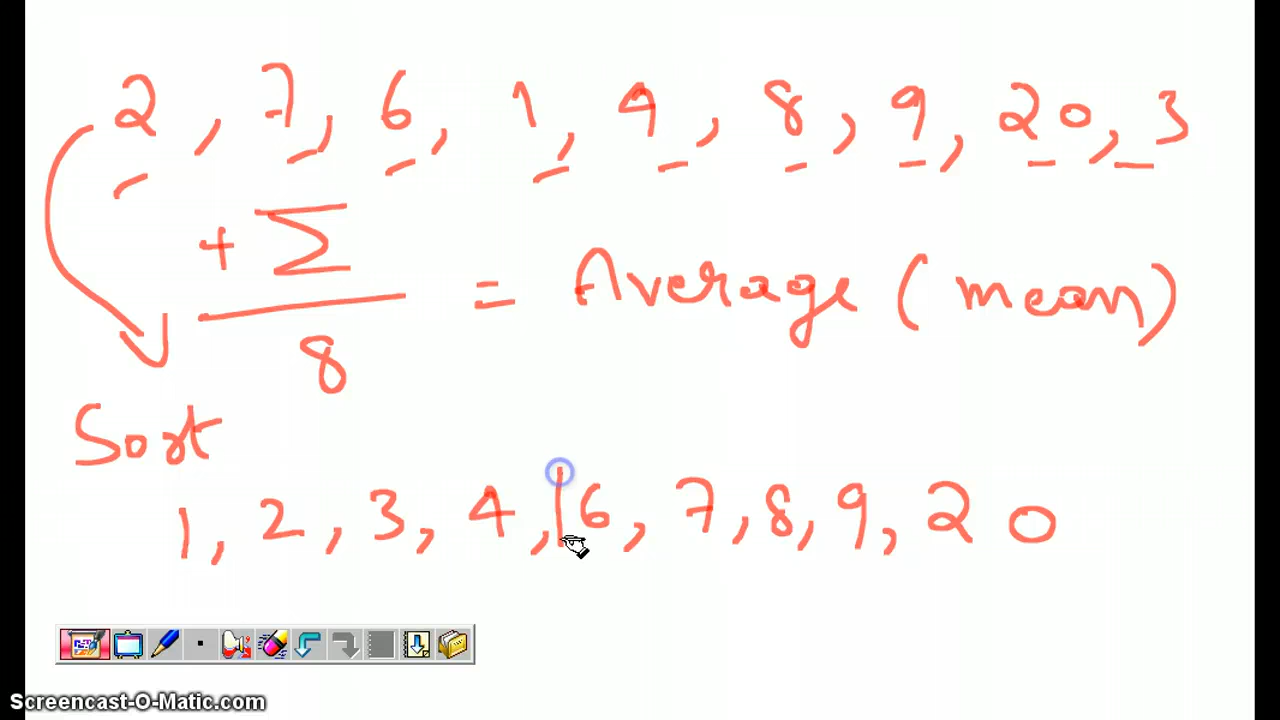 2, 7, 6, 1, 4, 8, 9, 20, 3
+ Σ
8
= Average (mean)
Sort
1, 2, 3, 4, |6, 7, 8, 9, 20
Screencast-O-Matic.com